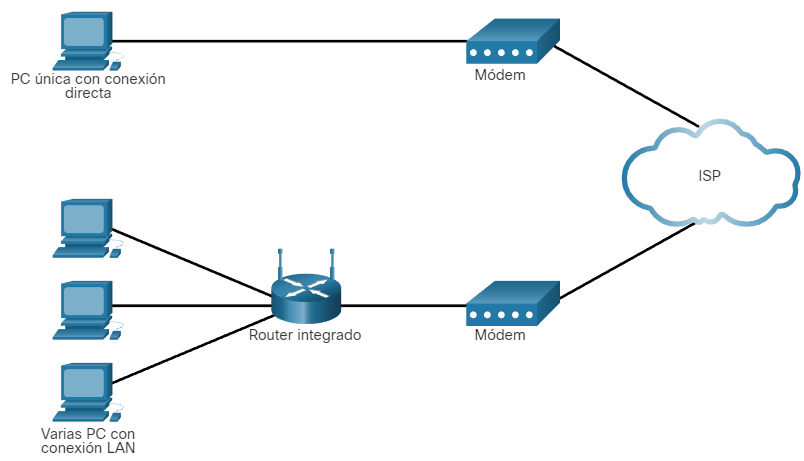 PC única con conexión
directa
Módem
ISP
Router integrado
Módem
Varias PC con
conexión LAN